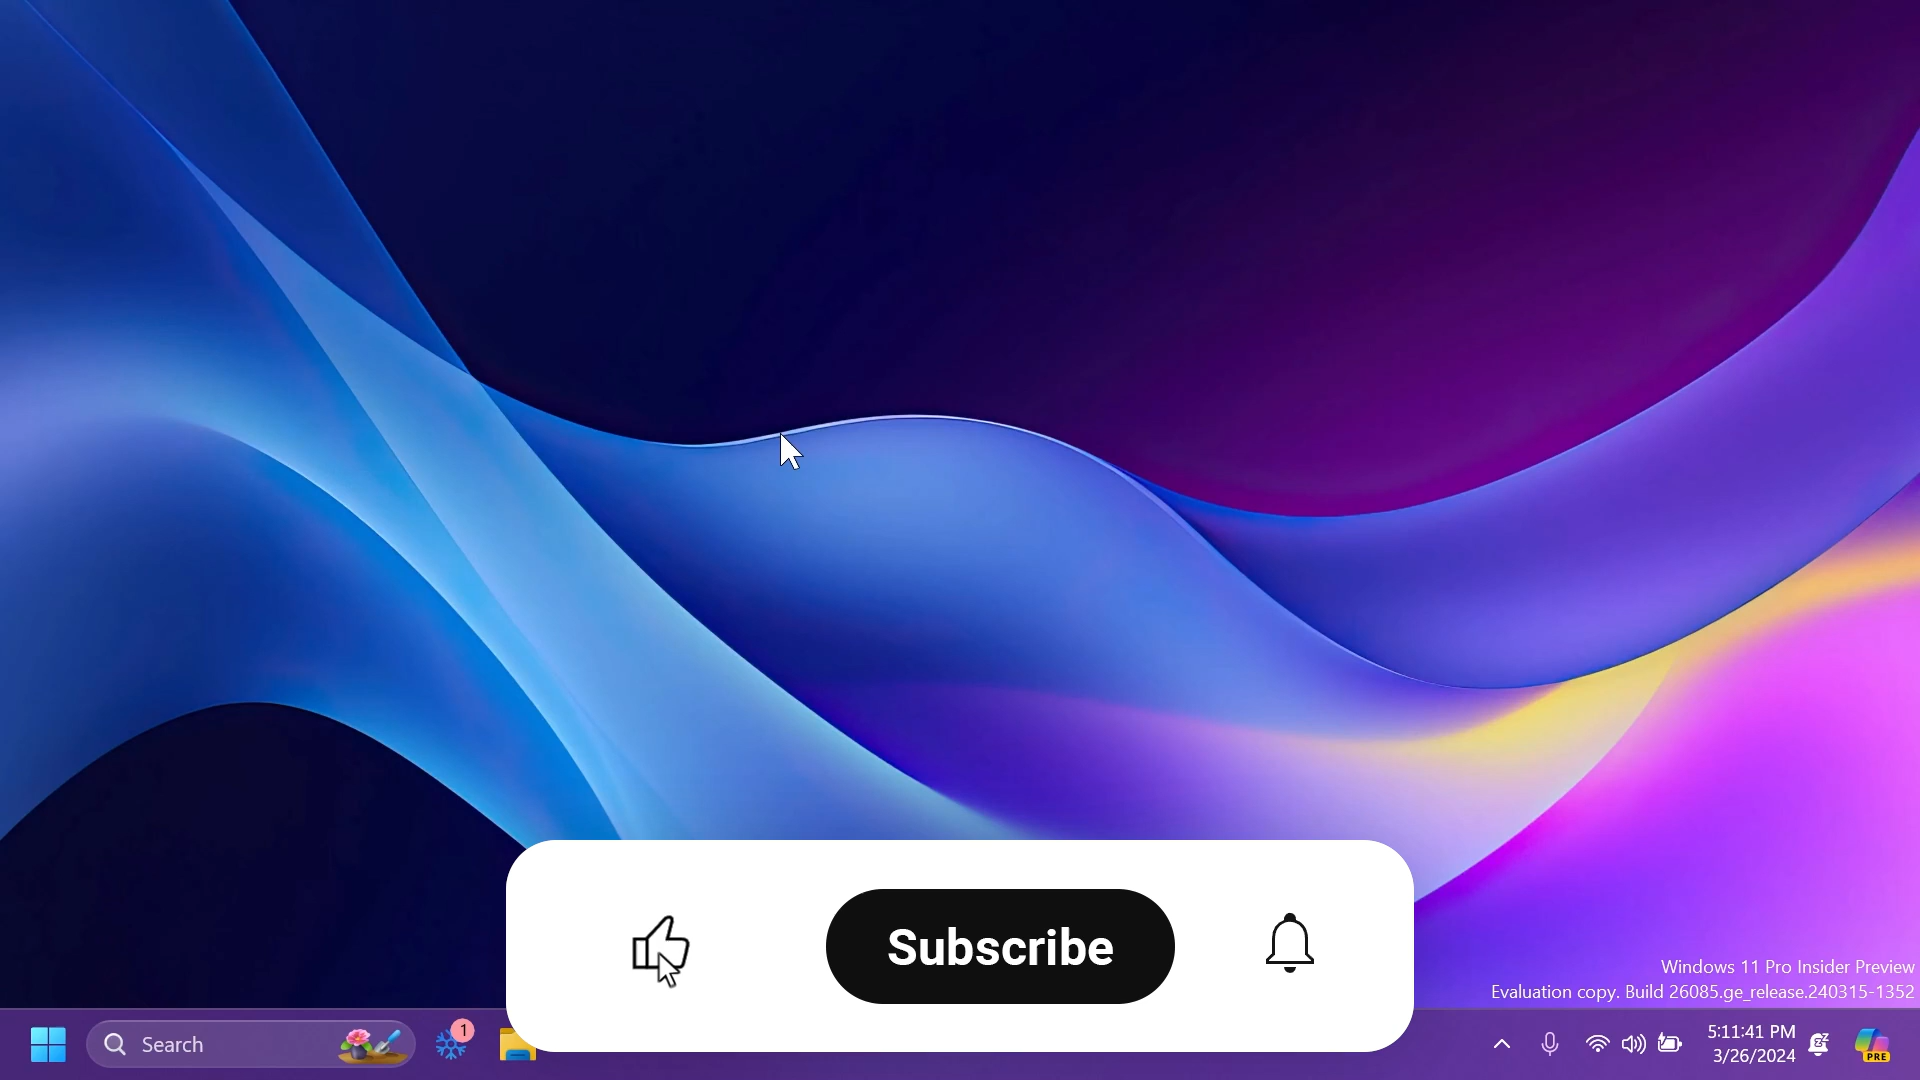 Subscribe
Windows 11 Pro Insider Preview
Evaluation copy. Build 26085.ge_release.240315-1352
Search
1
5:11:41 PM
3/26/2024
PRE